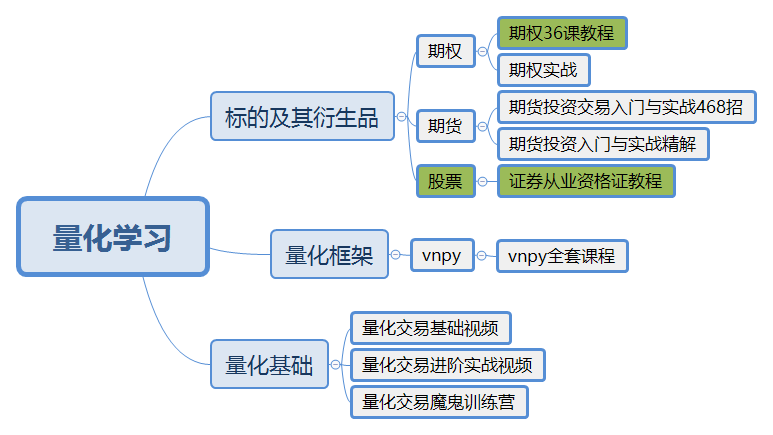 量化学习
标的及其衍生品
期权
期权36课教程
期权实战
期货
期货投资交易入门与实战468招
期货投资入门与实战精解
股票
证券从业资格证教程
量化框架
vnpy
vnpy全套课程
量化基础
量化交易基础视频
量化交易进阶实战视频
量化交易魔鬼训练营